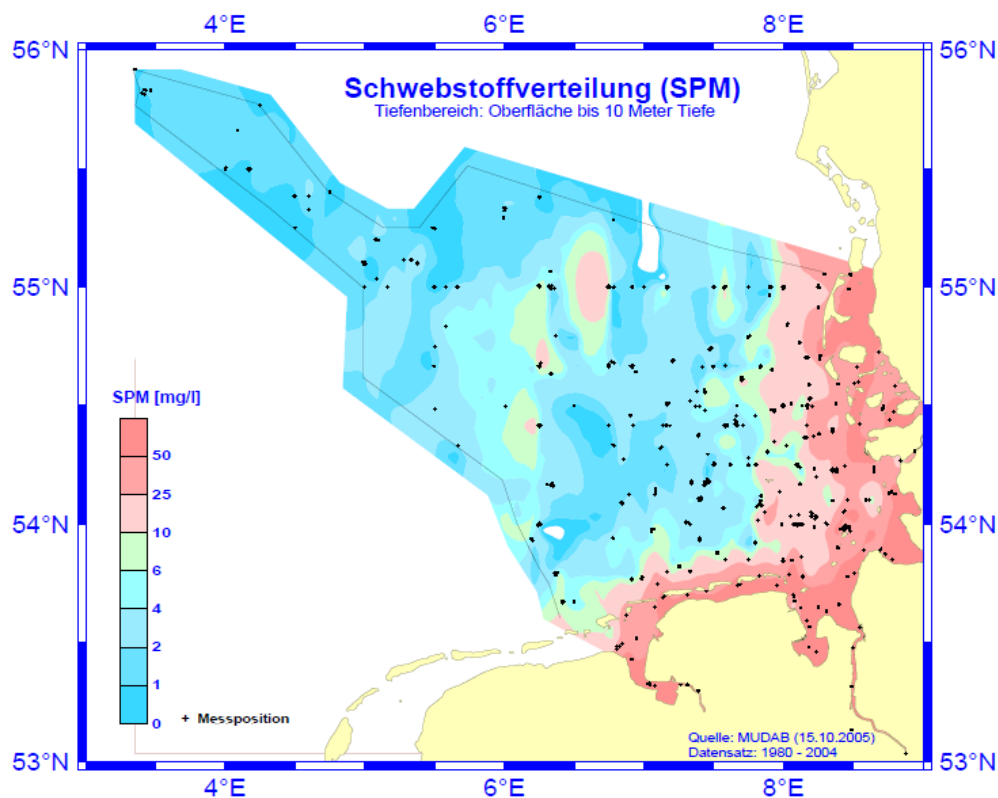 4°E 6°E 8°E
56°N 56°N
Schwebstoffverteilung (SPM)
Tiefenbereich: Oberfläche bis 10 Meter Tiefe
55°N 55°N
SPM [mg/l]
50
25
10
6
4
2
1
0
54°N 54°N
+ Messposition
Quelle: MUDAB (15.10.2005)
Datensatz: 1980 - 2004
53°N 53°N
4°E 6°E 8°E